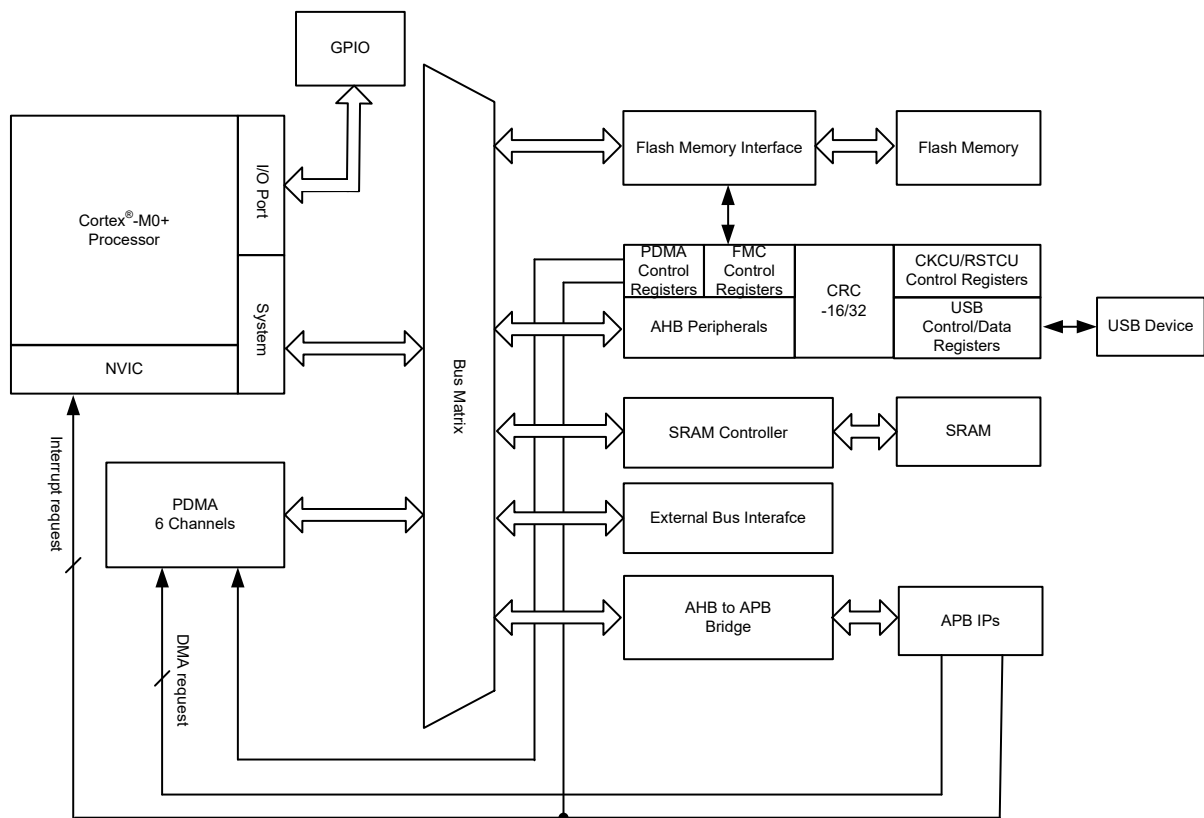 GPIO
Cortex®-M0+
Processor
I/O Port
System
NVIC
Interrupt request
PDMA
6 Channels
DMA request
Bus Matrix
Flash Memory Interface
Flash Memory
PDMA
Control
Registers
FMC
Control
Registers
AHB Peripherals
CRC
-16/32
CKCU/RSTCU
Control Registers
USB
Control/Data
Registers
USB Device
SRAM Controller
SRAM
External Bus Interafce
AHB to APB
Bridge
APB IPs